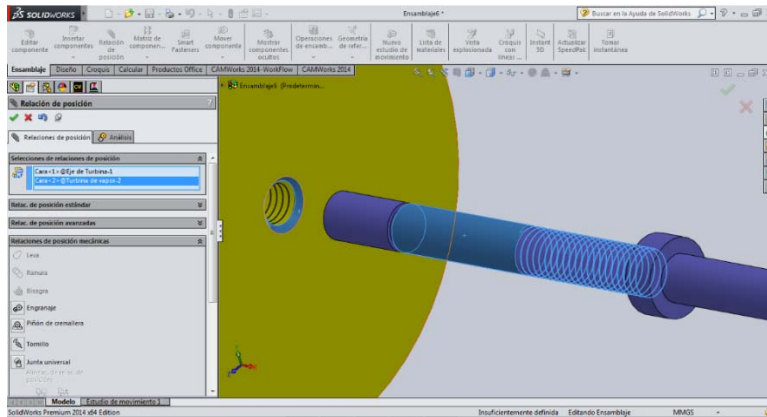 SOLIDWORKS
Ensamblaje6 *
Buscar en la Ayuda de SolidWorks
Editar componente
Insertar componentes
Relación de posición
Matriz de componen...
Smart Fasteners
Mover componente
Mostrar componentes ocultos
Operaciones de ensamb...
Geometría de refer...
Nuevo estudio de movimiento
Lista de materiales
Vista explosionada
Croquis con líneas ...
Instant 3D
Actualizar SpeedPak
Tomar instantánea
Ensamblaje Diseño Croquis Calcular Productos Office CAMWorks 2014-WorkFlow CAMWorks 2014
Ensamblaje6 (Predetermin...
Relación de posición
Relaciones de posición Análisis
Selecciones de relaciones de posición
Cara<1>@Eje de Turbina-1
Cara<2>@Turbina de vapor-2
Relac. de posición estándar
Relac. de posición avanzadas
Relaciones de posición mecánicas
Leva
Ranura
Bisagra
Engranaje
Piñón de cremallera
Tornillo
Junta universal
Modelo Estudio de movimiento 1
SolidWorks Premium 2014 x64 Edition
Insuficientemente definida Editando Ensamblaje MMGS